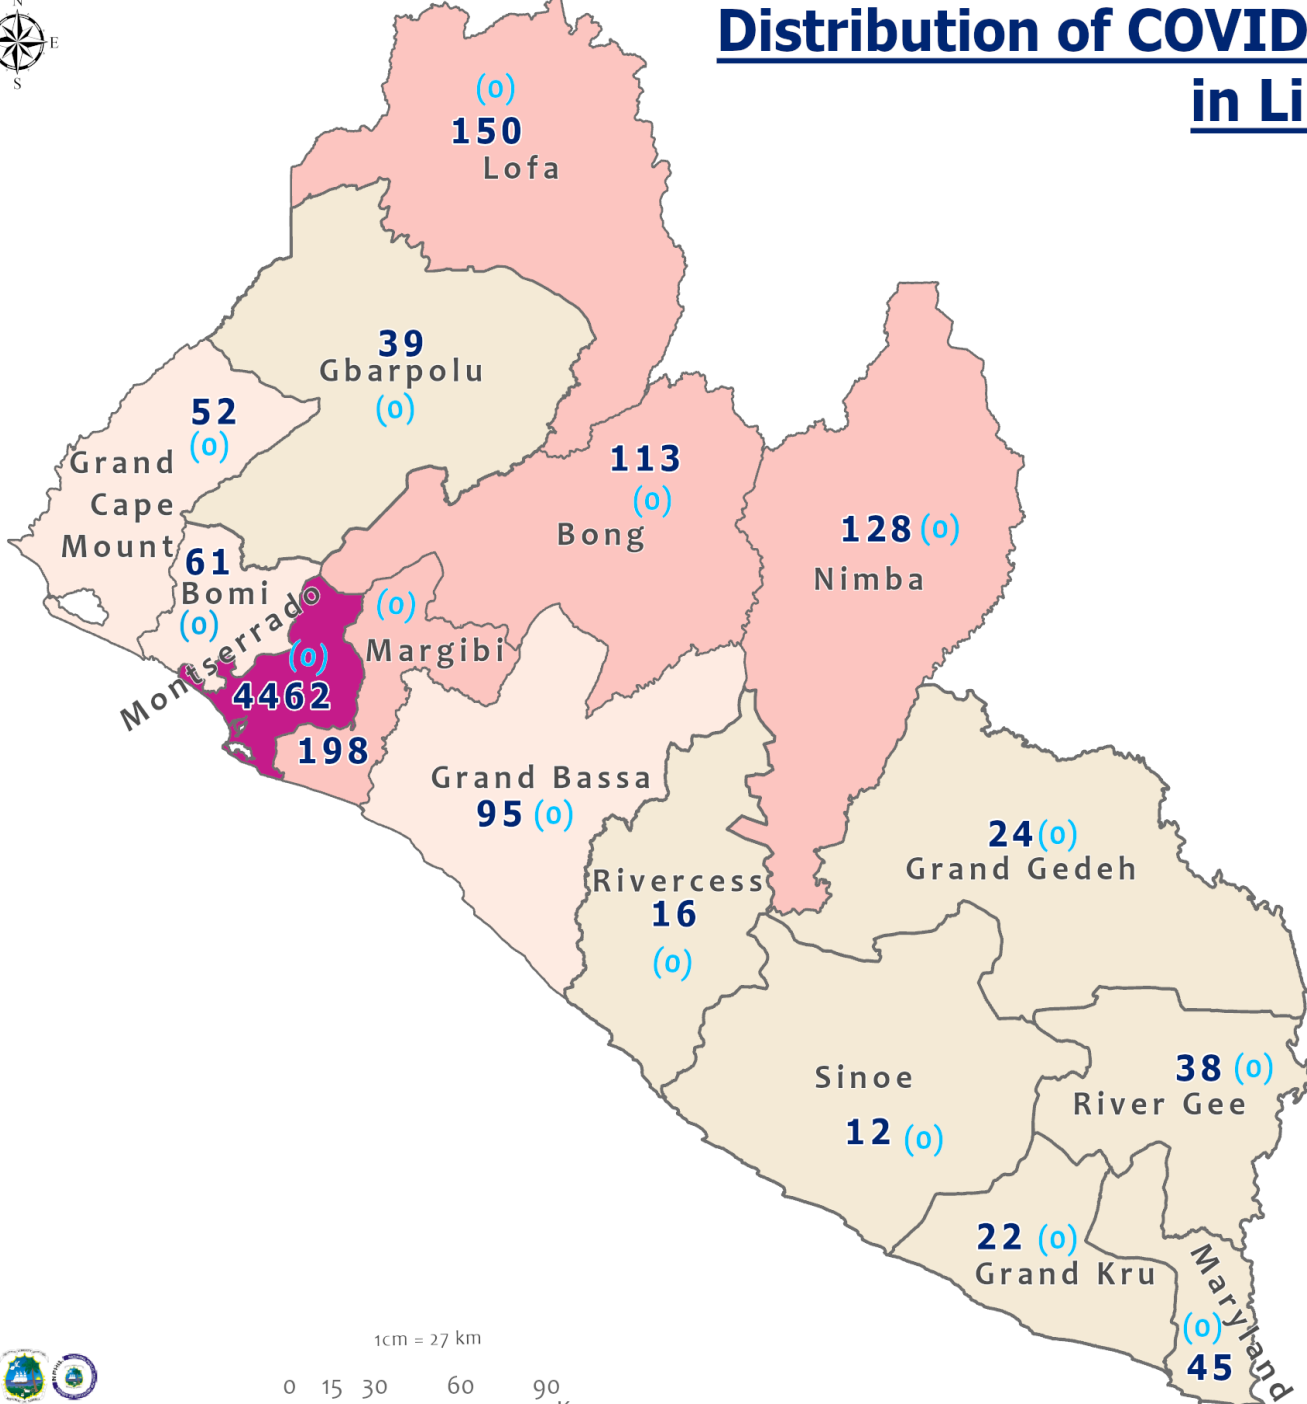 N
E
S
Distribution of COVID
in Li
(0)
150
Lofa
39
Gbarpolu
(0)
52
(0)
Grand
Cape
Mount
113
(0)
Bong
128 (0)
Nimba
61
Bomi
(0)
Montserrado
(0)
4462
(0)
Margibi
198
Grand Bassa
95 (0)
24 (0)
Grand Gedeh
Rivercess
16
(0)
Sinoe
12 (0)
38 (0)
River Gee
22 (0)
Grand Kru
Maryland
(0)
45
1cm = 27 km
0 15 30 60 90